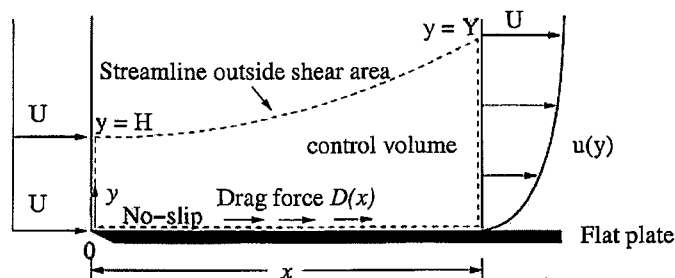 y = Y
U
Streamline outside shear area
U
y = H
control volume
u(y)
y
Drag force D(x)
U
No-slip
Flat plate
0
x